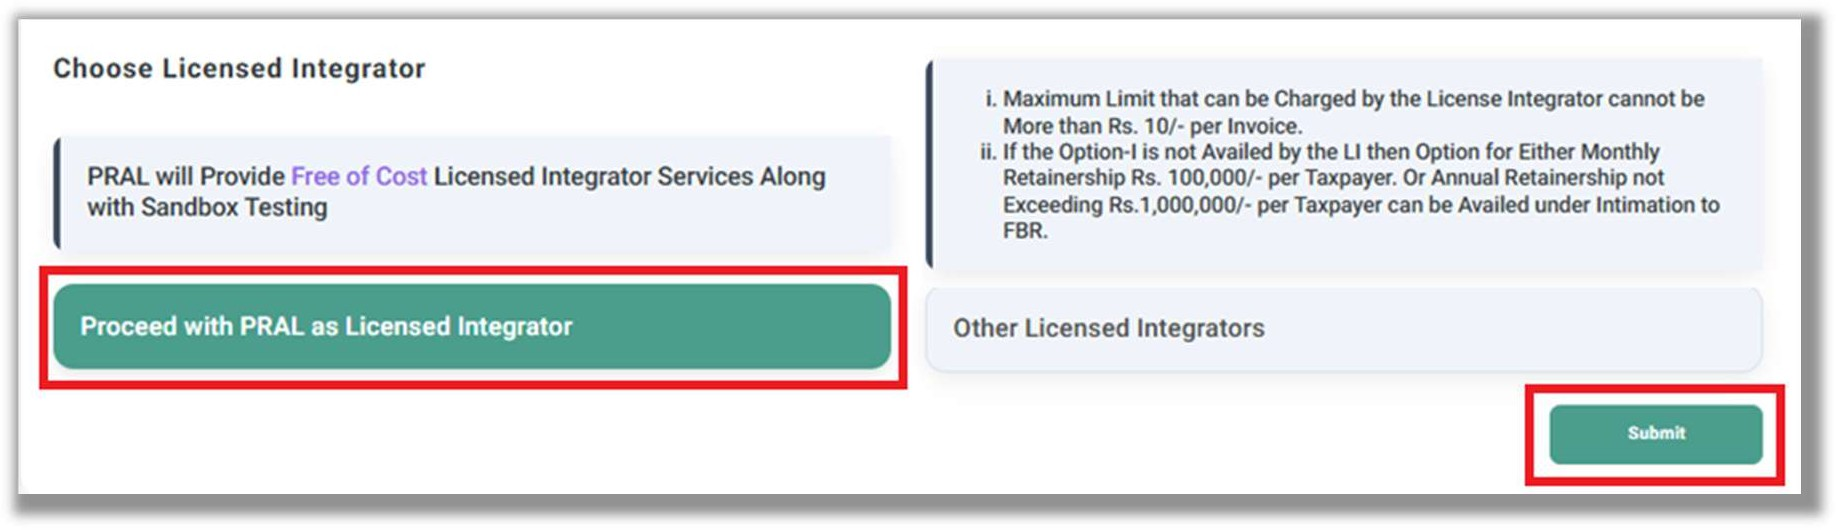 Choose Licensed Integrator
PRAL will Provide Free of Cost Licensed Integrator Services Along
with Sandbox Testing
Proceed with PRAL as Licensed Integrator
i. Maximum Limit that can be Charged by the License Integrator cannot be
More than Rs. 10/- per Invoice.
ii. If the Option-I is not Availed by the LI then Option for Either Monthly
Retainership Rs. 100,000/- per Taxpayer. Or Annual Retainership not
Exceeding Rs.1,000,000/- per Taxpayer can be Availed under Intimation to
FBR.
Other Licensed Integrators
Submit